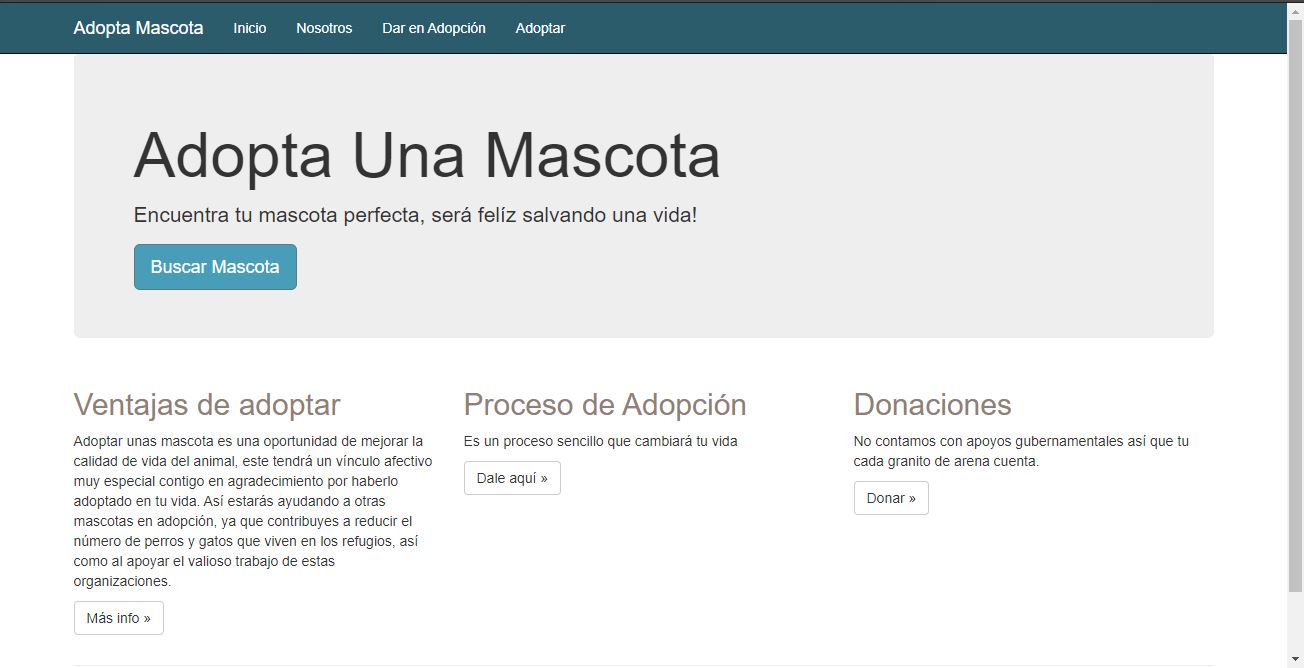 Adopta Mascota Inicio Nosotros Dar en Adopción Adoptar
Adopta Una Mascota
Encuentra tu mascota perfecta, será felíz salvando una vida!
Buscar Mascota
Ventajas de adoptar
Adoptar unas mascota es una oportunidad de mejorar la
calidad de vida del animal, este tendrá un vínculo afectivo
muy especial contigo en agradecimiento por haberlo
adoptado en tu vida. Así estarás ayudando a otras
mascotas en adopción, ya que contribuyes a reducir el
número de perros y gatos que viven en los refugios, así
como al apoyar el valioso trabajo de estas
organizaciones.
Más info »
Proceso de Adopción
Es un proceso sencillo que cambiará tu vida
Dale aquí »
Donaciones
No contamos con apoyos gubernamentales así que tu
cada granito de arena cuenta.
Donar »